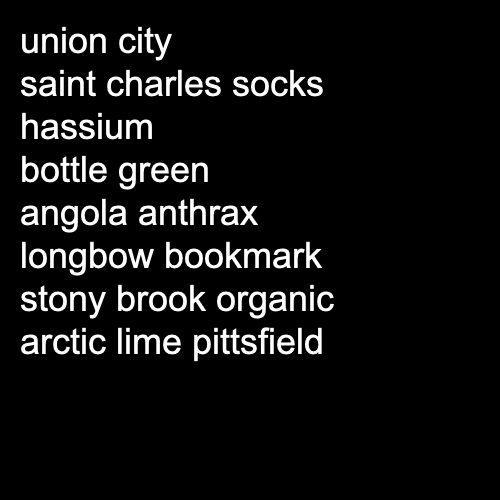 union city
saint charles socks
hassium
bottle green
angola anthrax
longbow bookmark
stony brook organic
arctic lime pittsfield